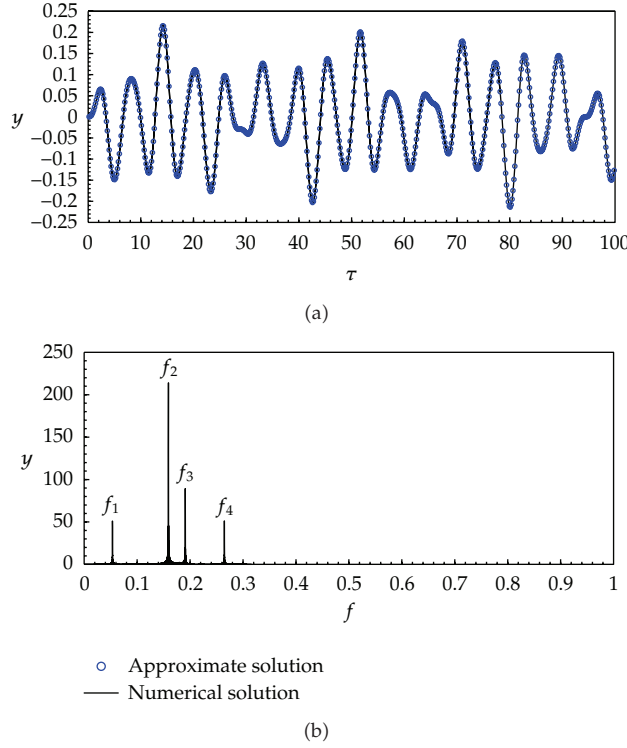 0.25
0.2
0.15
0.1
0.05
0
−0.05
−0.1
−0.15
−0.2
−0.25
y
0 10 20 30 40 50 60 70 80 90 100
τ
(a)
250
200
150
100
50
0
y
f1
f2
f3
f4
0 0.1 0.2 0.3 0.4 0.5 0.6 0.7 0.8 0.9 1
f
Approximate solution
Numerical solution
(b)